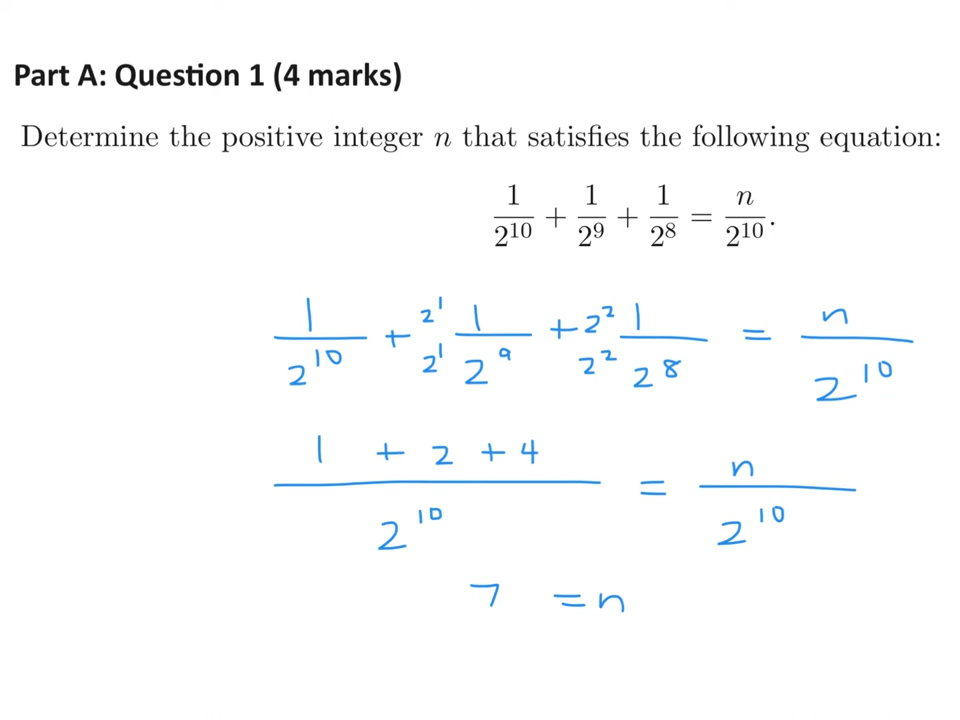 Part A: Question 1 (4 marks)
Determine the positive integer n that satisfies the following equation:
1/2^10 + 1/2^9 + 1/2^8 = n/2^10.
1/2^10 + 2^1/2^1 1/2^9 + 2^2/2^2 1/2^8 = n/2^10
(1 + 2 + 4)/2^10 = n/2^10
7 = n